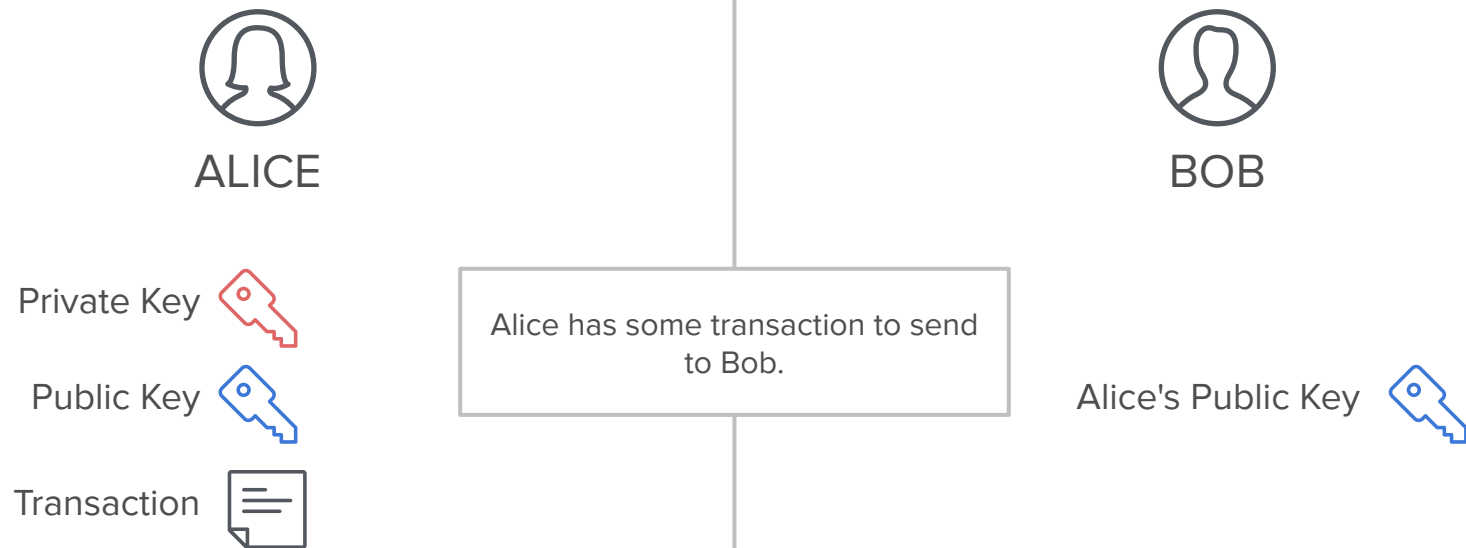 ALICE
BOB
Private Key
Alice has some transaction to send
to Bob.
Public Key
Alice's Public Key
Transaction